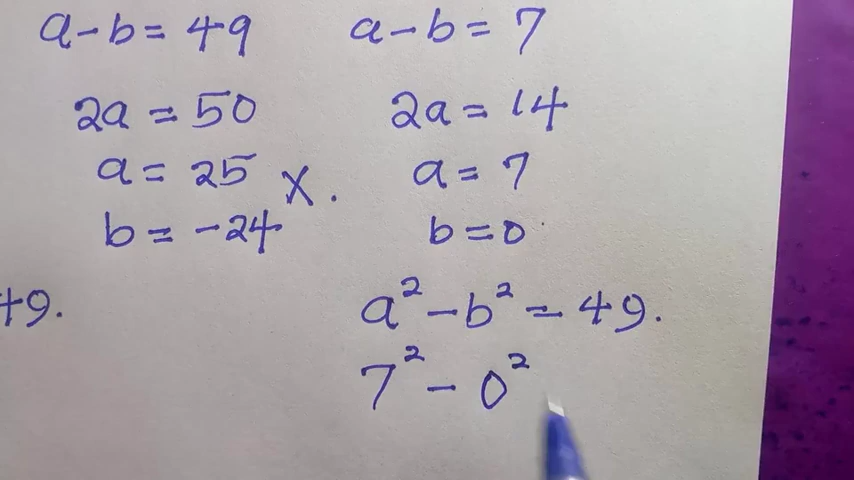 a-b = 49 a-b = 7
2a = 50 2a = 14
a = 25 X. a = 7
b = -24 b = 0
49. a² - b² = 49.
7² - 0²